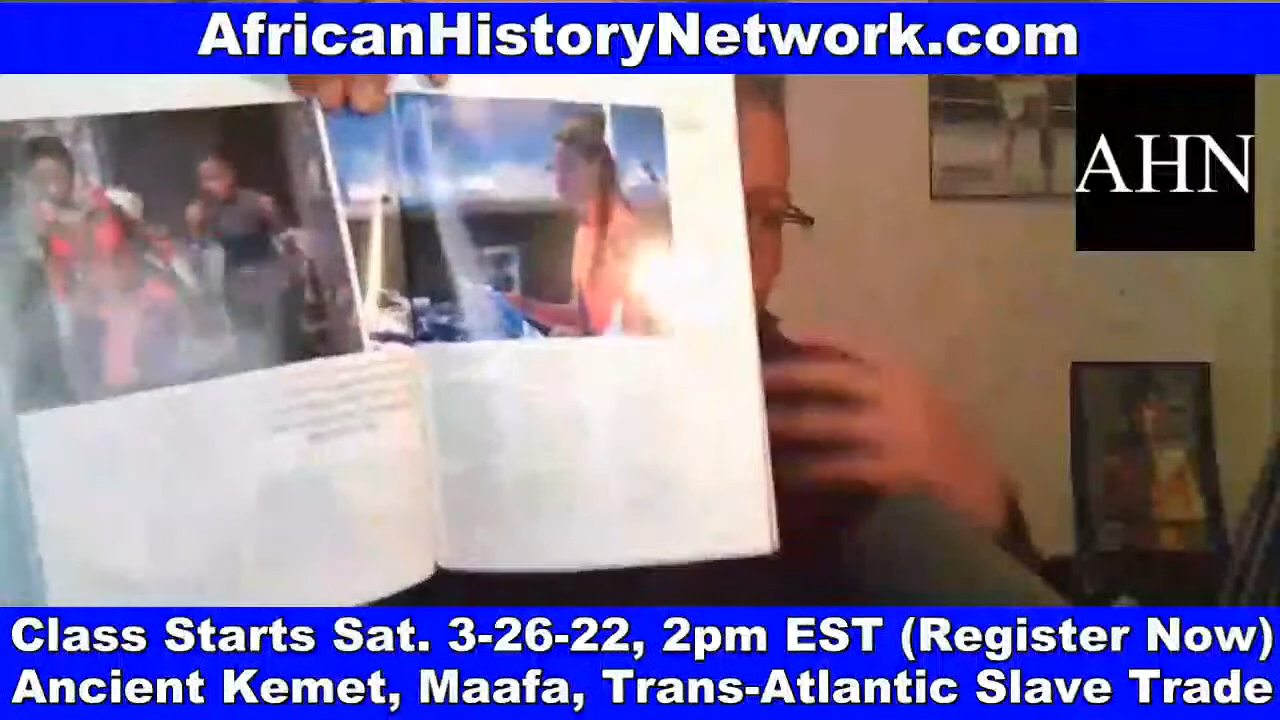 AfricanHistoryNetwork.com
AHN
Class Starts Sat. 3-26-22, 2pm EST (Register Now)
Ancient Kemet, Maafa, Trans-Atlantic Slave Trade